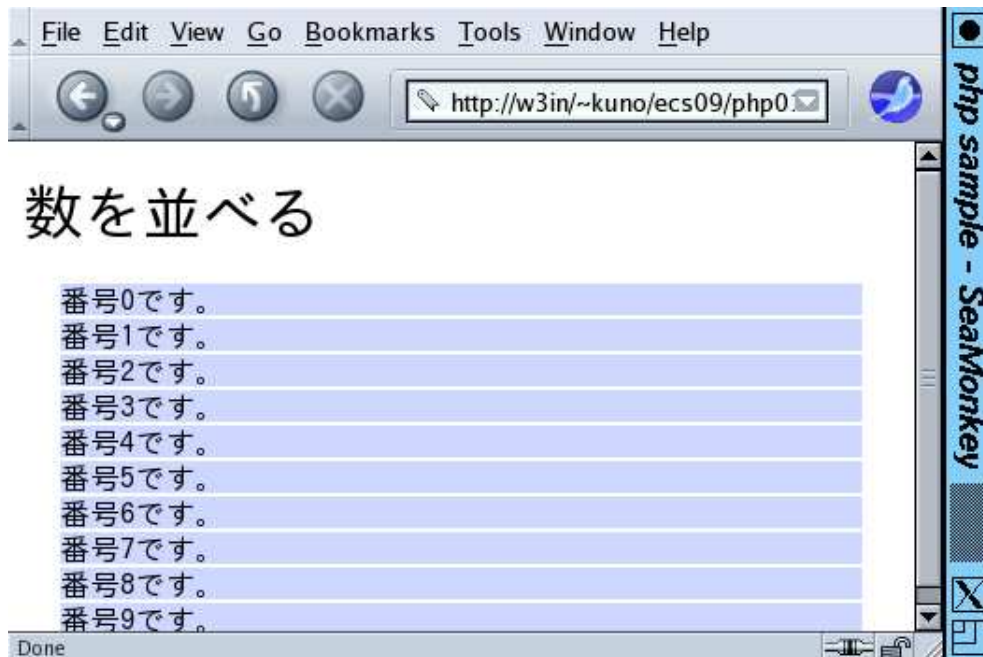 File Edit View Go Bookmarks Tools Window Help
http://w3in/~kuno/ecs09/php0
php sample - SeaMonkey
数を並べる
番号0です。
番号1です。
番号2です。
番号3です。
番号4です。
番号5です。
番号6です。
番号7です。
番号8です。
番号9です。
Done